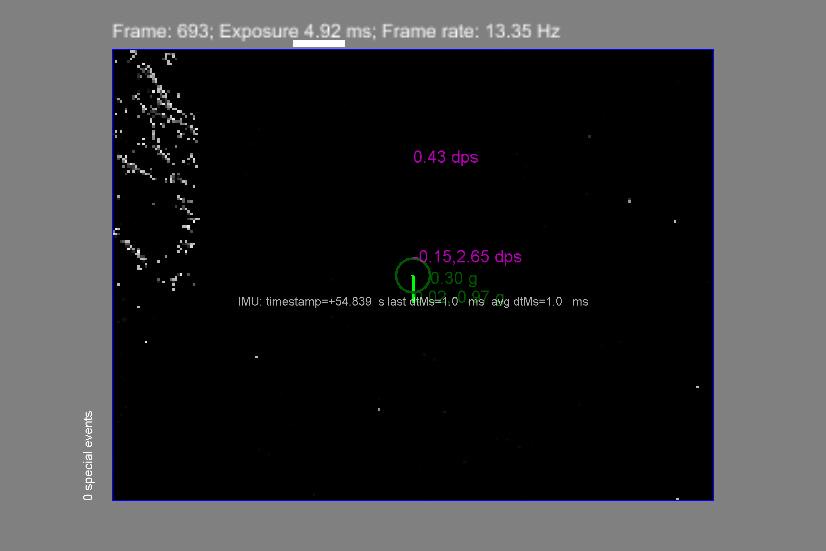 Frame: 693; Exposure 4.92 ms; Frame rate: 13.35 Hz
0.43 dps
-0.15,2.65 dps
0.30 g
0.97 g
IMU: timestamp=+54.839 s last dtMs=1.0 ms avg dtMs=1.0 ms
0 special events